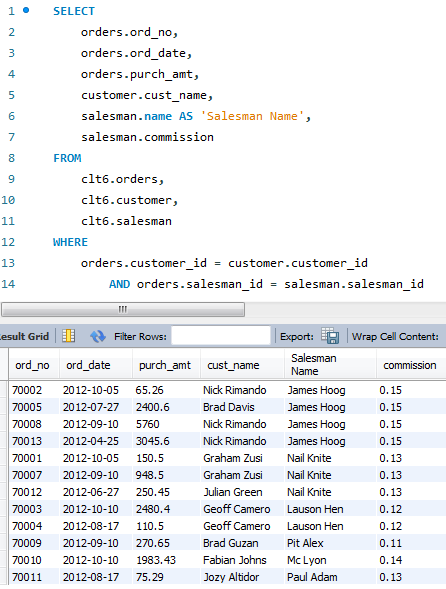 1 SELECT
2 orders.ord_no,
3 orders.ord_date,
4 orders.purch_amt,
5 customer.cust_name,
6 salesman.name AS 'Salesman Name',
7 salesman.commission
8 FROM
9 clt6.orders,
10 clt6.customer,
11 clt6.salesman
12 WHERE
13 orders.customer_id = customer.customer_id
14 AND orders.salesman_id = salesman.salesman_id
esult Grid Filter Rows: Export: Wrap Cell Content:
ord_no ord_date purch_amt cust_name Salesman Name commission
70002 2012-10-05 65.26 Nick Rimando James Hoog 0.15
70005 2012-07-27 2400.6 Brad Davis James Hoog 0.15
70008 2012-09-10 5760 Nick Rimando James Hoog 0.15
70013 2012-04-25 3045.6 Nick Rimando James Hoog 0.15
70001 2012-10-05 150.5 Graham Zusi Nail Knite 0.13
70007 2012-09-10 948.5 Graham Zusi Nail Knite 0.13
70012 2012-06-27 250.45 Julian Green Nail Knite 0.13
70003 2012-10-10 2480.4 Geoff Camero Lauson Hen 0.12
70004 2012-08-17 110.5 Geoff Camero Lauson Hen 0.12
70009 2012-09-10 270.65 Brad Guzan Pit Alex 0.11
70010 2012-10-10 1983.43 Fabian Johns Mc Lyon 0.14
70011 2012-08-17 75.29 Jozy Altidor Paul Adam 0.13